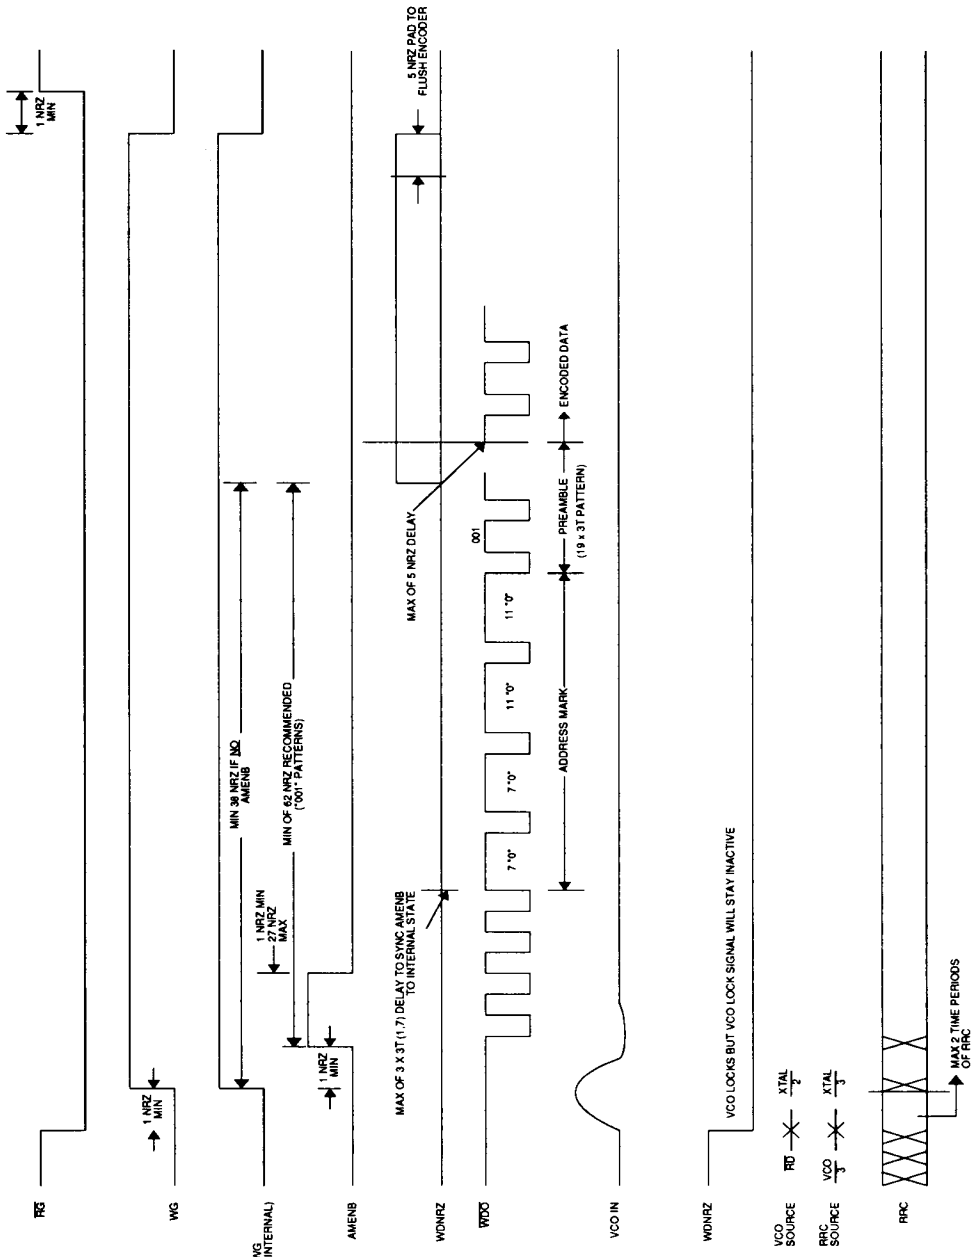 RG
1 NRZ
MIN
WG
1 NRZ
MIN
WG
INTERNAL)
MIN 38 NRZ IF NO
AMENB
MIN OF 62 NRZ RECOMMENDED
("001" PATTERNS)
AMENB
1 NRZ
MIN
1 NRZ MIN
27 NRZ
MAX
WDNRZ
5 NRZ PAD TO
FLUSH ENCODER
MAX OF 3 X 3T (1,7) DELAY TO SYNC AMENB
TO INTERNAL STATE
MAX OF 5 NRZ DELAY
WDO
7 "0"
7 "0"
11 "0"
11 "0"
001
ADDRESS MARK
PREAMBLE
(19 x 3T PATTERN)
ENCODED DATA
VCO IN
WDNRZ
VCO LOCKS BUT VCO LOCK SIGNAL WILL STAY INACTIVE
VCO
SOURCE
RD
XTAL
2
RRC
SOURCE
VCO
3
XTAL
3
RRC
MAX 2 TIME PERIODS
OF RRC